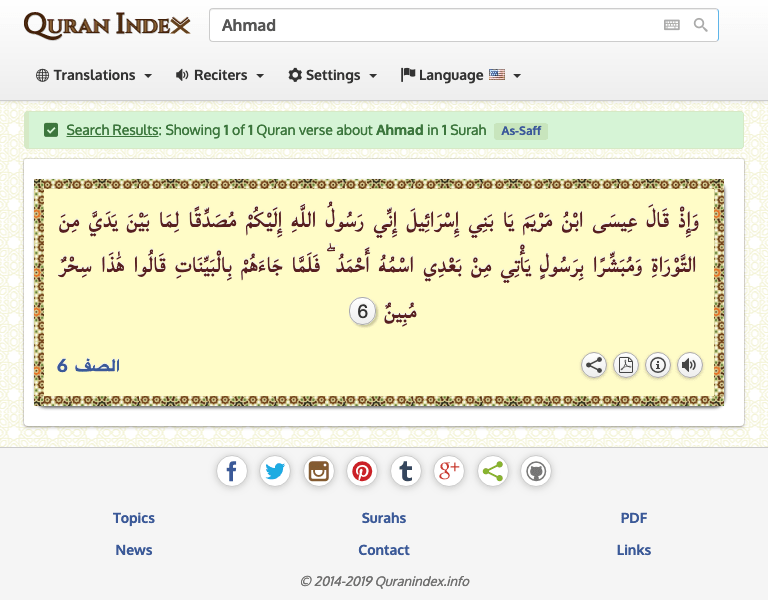 QURAN INDEX
Ahmad
Translations
Reciters
Settings
Language
Search Results: Showing 1 of 1 Quran verse about Ahmad in 1 Surah As-Saff
وَإِذْ قَالَ عِيسَى ابْنُ مَرْيَمَ يَا بَنِي إِسْرَائِيلَ إِنِّي رَسُولُ اللَّهِ إِلَيْكُمْ مُصَدِّقًا لِمَا بَيْنَ يَدَيَّ مِنَ
التَّوْرَاةِ وَمُبَشِّرًا بِرَسُولٍ يَأْتِي مِنْ بَعْدِي اسْمُهُ أَحْمَدُ ۖ فَلَمَّا جَاءَهُمْ بِالْبَيِّنَاتِ قَالُوا هَٰذَا سِحْرٌ
مُبِينٌ 6
الصف 6
Topics
Surahs
PDF
News
Contact
Links
© 2014-2019 Quranindex.info